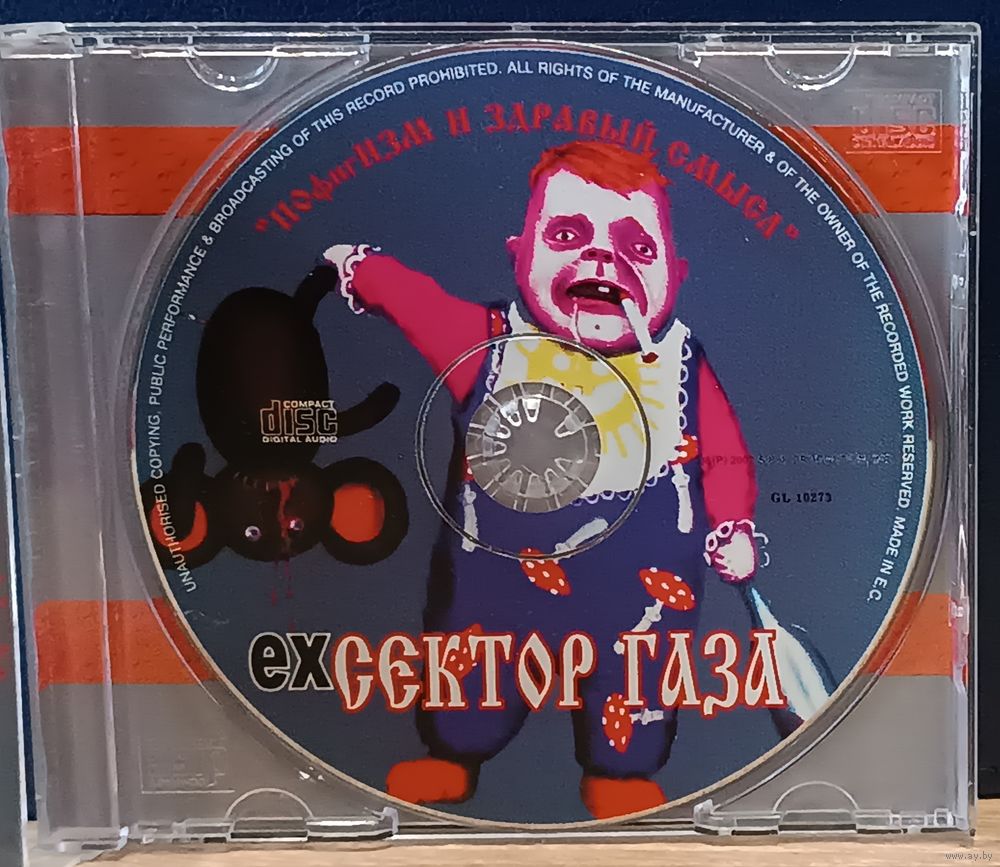 UNAUTHORISED COPYING, PUBLIC PERFORMANCE & BROADCASTING OF THIS RECORD PROHIBITED. ALL RIGHTS OF THE MANUFACTURER & OF THE OWNER OF THE RECORDED WORK RESERVED. MADE IN E.C.
"ПОфигИЗМ И ЗДРАВЫЙ СМЫСЛ"
COMPACT
disc
DIGITAL AUDIO
GL 10273
exСЕКТОР ГАЗА
www.ay.by